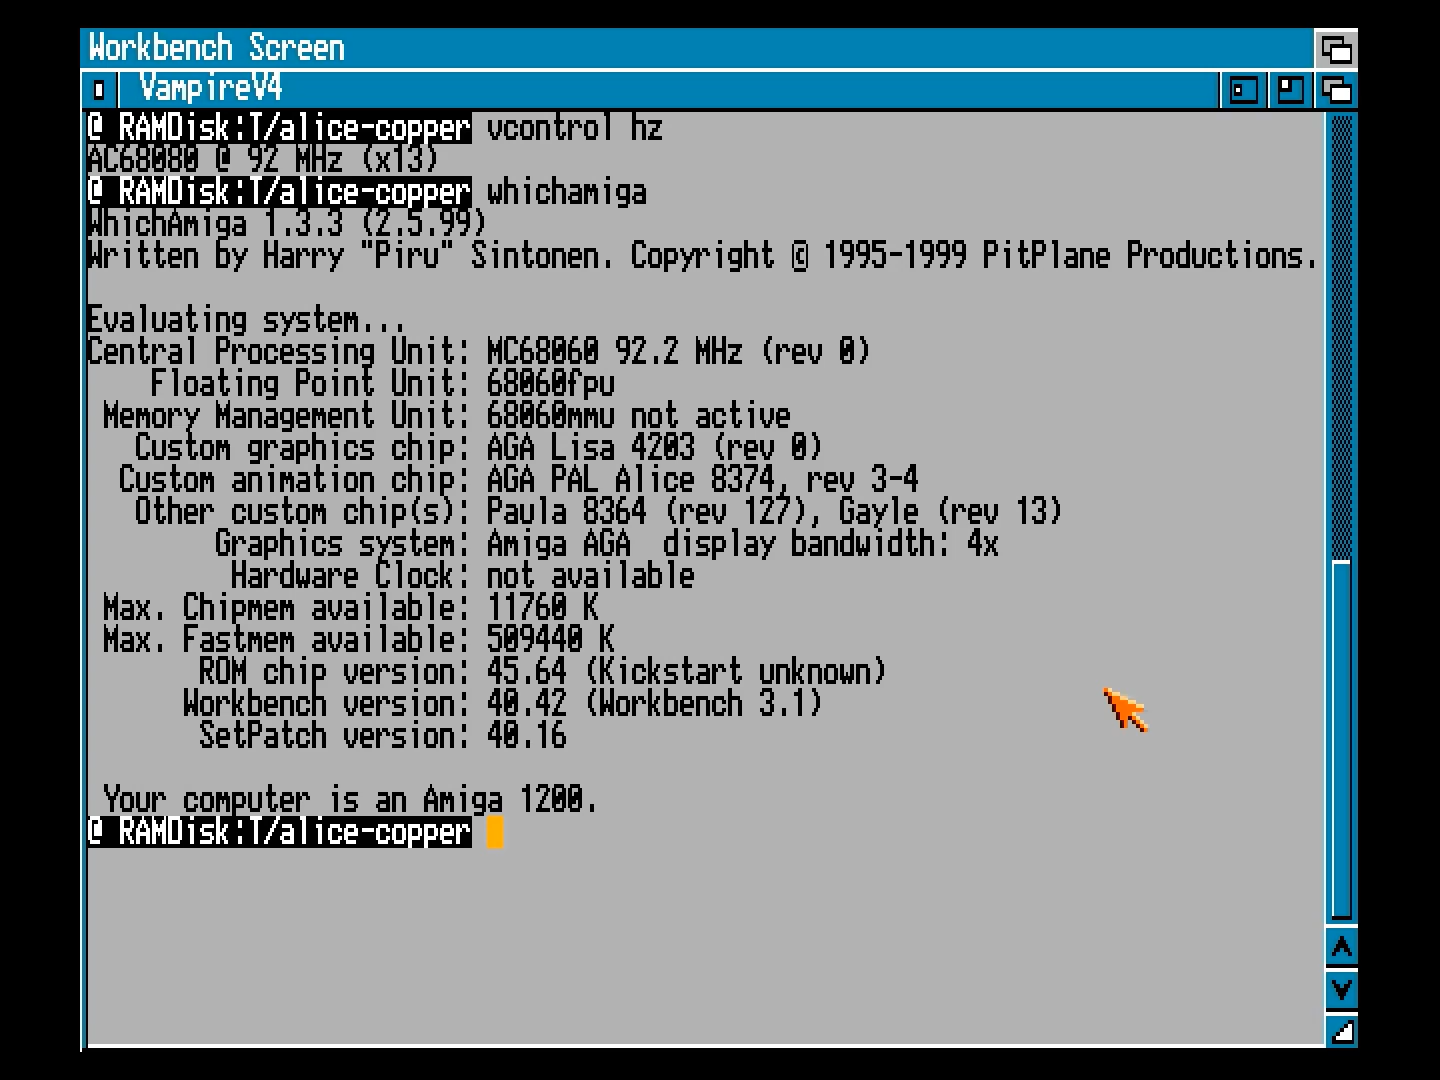 Workbench Screen
VampireV4
@ RAMDisk:T/alice-copper vcontrol hz
AC68080 @ 92 MHz (x13)
@ RAMDisk:T/alice-copper whichamiga
WhichAmiga 1.3.3 (2.5.99)
Written by Harry "Piru" Sintonen. Copyright © 1995-1999 PitPlane Productions.
Evaluating system...
Central Processing Unit: MC68060 92.2 MHz (rev 0)
Floating Point Unit: 68060fpu
Memory Management Unit: 68060mmu not active
Custom graphics chip: AGA Lisa 4203 (rev 0)
Custom animation chip: AGA PAL Alice 8374, rev 3-4
Other custom chip(s): Paula 8364 (rev 127), Gayle (rev 13)
Graphics system: Amiga AGA  display bandwidth: 4x
Hardware Clock: not available
Max. Chipmem available: 11760 K
Max. Fastmem available: 509440 K
ROM chip version: 45.64 (Kickstart unknown)
Workbench version: 40.42 (Workbench 3.1)
SetPatch version: 40.16
Your computer is an Amiga 1200.
@ RAMDisk:T/alice-copper